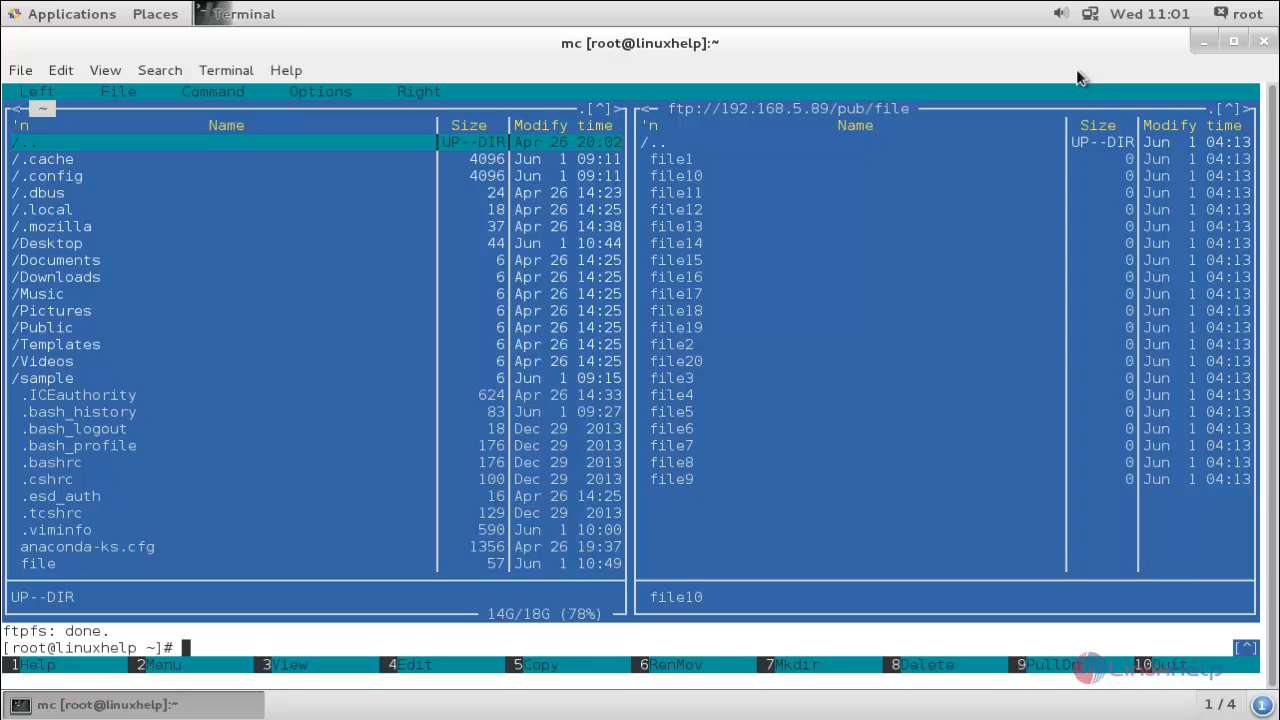 Applications Places Terminal Wed 11:01 root
mc [root@linuxhelp]:~
File Edit View Search Terminal Help
Left File Command Options Right
<─ ~ ─.[^]> <─ ftp://192.168.5.89/pub/file ─.[^]>
'n Name Size Modify time 'n Name Size Modify time
/.. UP--DIR Apr 26 20:02 /.. UP--DIR Jun 1 04:13
/.cache 4096 Jun 1 09:11 file1 0 Jun 1 04:13
/.config 4096 Jun 1 09:11 file10 0 Jun 1 04:13
/.dbus 24 Apr 26 14:23 file11 0 Jun 1 04:13
/.local 18 Apr 26 14:25 file12 0 Jun 1 04:13
/.mozilla 37 Apr 26 14:38 file13 0 Jun 1 04:13
/Desktop 44 Jun 1 10:44 file14 0 Jun 1 04:13
/Documents 6 Apr 26 14:25 file15 0 Jun 1 04:13
/Downloads 6 Apr 26 14:25 file16 0 Jun 1 04:13
/Music 6 Apr 26 14:25 file17 0 Jun 1 04:13
/Pictures 6 Apr 26 14:25 file18 0 Jun 1 04:13
/Public 6 Apr 26 14:25 file19 0 Jun 1 04:13
/Templates 6 Apr 26 14:25 file2 0 Jun 1 04:13
/Videos 6 Apr 26 14:25 file20 0 Jun 1 04:13
/sample 6 Jun 1 09:15 file3 0 Jun 1 04:13
.ICEauthority 624 Apr 26 14:33 file4 0 Jun 1 04:13
.bash_history 83 Jun 1 09:27 file5 0 Jun 1 04:13
.bash_logout 18 Dec 29 2013 file6 0 Jun 1 04:13
.bash_profile 176 Dec 29 2013 file7 0 Jun 1 04:13
.bashrc 176 Dec 29 2013 file8 0 Jun 1 04:13
.cshrc 100 Dec 29 2013 file9 0 Jun 1 04:13
.esd_auth 16 Apr 26 14:25
.tcshrc 129 Dec 29 2013
.viminfo 590 Jun 1 10:00
anaconda-ks.cfg 1356 Apr 26 19:37
file 57 Jun 1 10:49
UP--DIR file10
14G/18G (78%)
ftpfs: done.
[root@linuxhelp ~]# [^]
1Help 2Menu 3View 4Edit 5Copy 6RenMov 7Mkdir 8Delete 9PullDn 10Quit
LinuxHelp
mc [root@linuxhelp]:~ 1 / 4 1